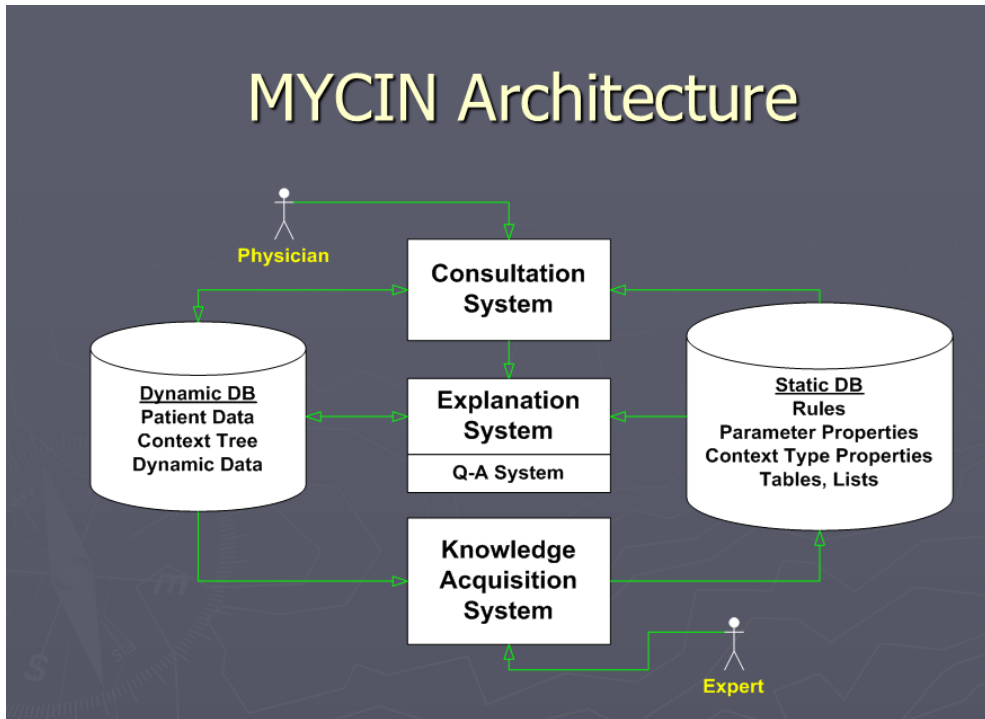 MYCIN Architecture
Physician
Consultation
System
Dynamic DB
Patient Data
Context Tree
Dynamic Data
Explanation
System
Q-A System
Static DB
Rules
Parameter Properties
Context Type Properties
Tables, Lists
Knowledge
Acquisition
System
Expert